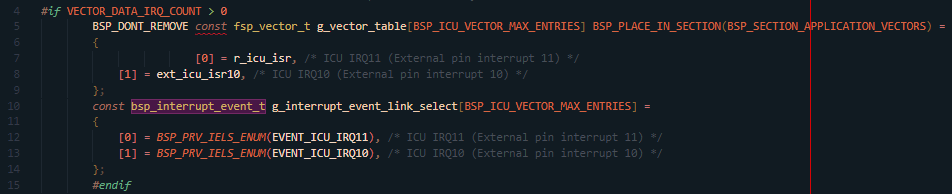 4 #if VECTOR_DATA_IRQ_COUNT > 0
5 BSP_DONT_REMOVE const fsp_vector_t g_vector_table[BSP_ICU_VECTOR_MAX_ENTRIES] BSP_PLACE_IN_SECTION(BSP_SECTION_APPLICATION_VECTORS) =
6 {
7 [0] = r_icu_isr, /* ICU IRQ11 (External pin interrupt 11) */
8 [1] = ext_icu_isr10, /* ICU IRQ10 (External pin interrupt 10) */
9 };
10 const bsp_interrupt_event_t g_interrupt_event_link_select[BSP_ICU_VECTOR_MAX_ENTRIES] =
11 {
12 [0] = BSP_PRV_IELS_ENUM(EVENT_ICU_IRQ11), /* ICU IRQ11 (External pin interrupt 11) */
13 [1] = BSP_PRV_IELS_ENUM(EVENT_ICU_IRQ10), /* ICU IRQ10 (External pin interrupt 10) */
14 };
15 #endif